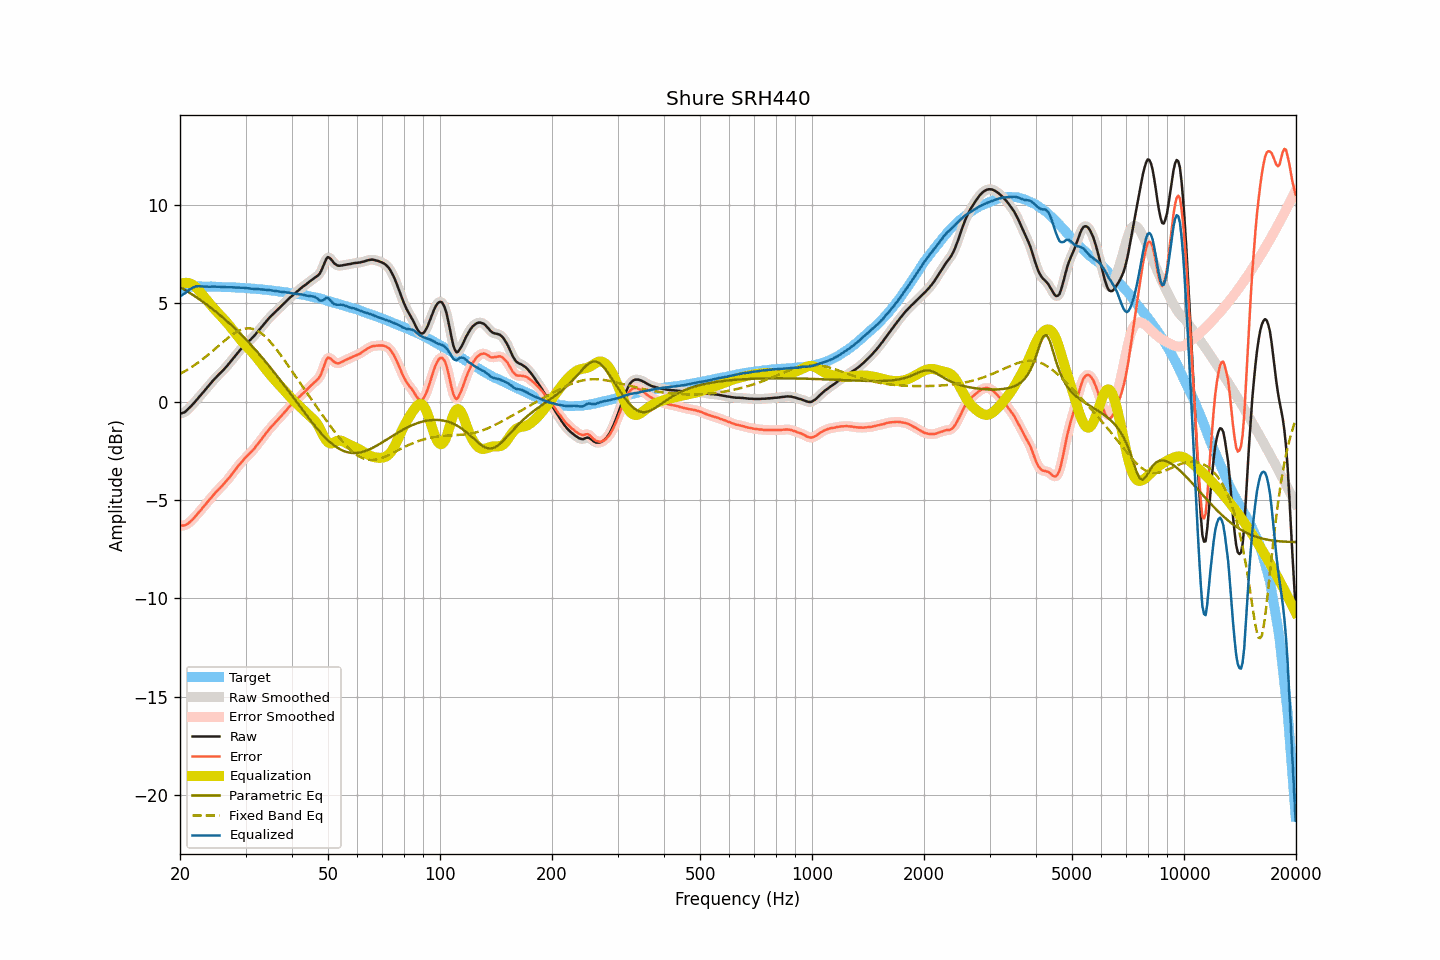 Shure SRH440
Amplitude (dBr)
10
5
0
−5
−10
−15
−20
Target
Raw Smoothed
Error Smoothed
Raw
Error
Equalization
Parametric Eq
Fixed Band Eq
Equalized
20 50 100 200 500 1000 2000 5000 10000 20000
Frequency (Hz)